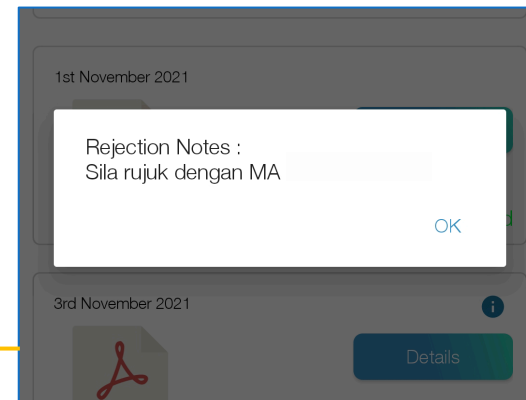 1st November 2021
Rejection Notes :
Sila rujuk dengan MA
OK
3rd November 2021
Details